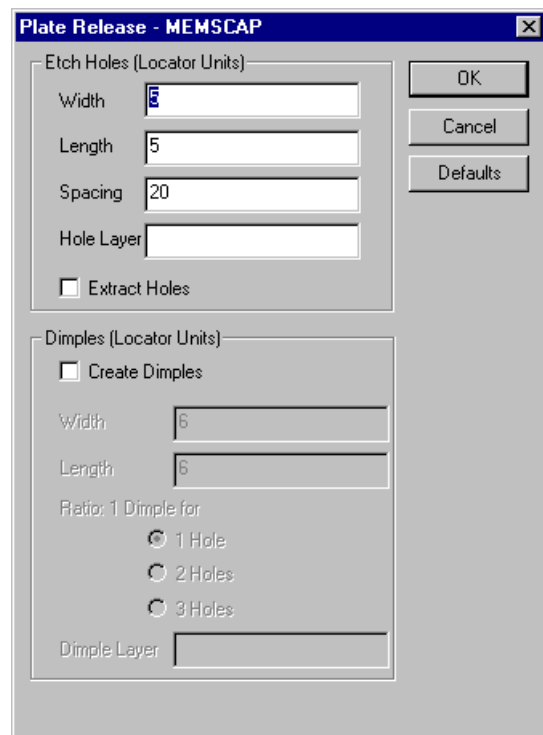 Plate Release - MEMSCAP
Etch Holes (Locator Units)
OK
Width 5
Cancel
Length 5
Defaults
Spacing 20
Hole Layer
Extract Holes
Dimples (Locator Units)
Create Dimples
Width 6
Length 6
Ratio: 1 Dimple for
1 Hole
2 Holes
3 Holes
Dimple Layer